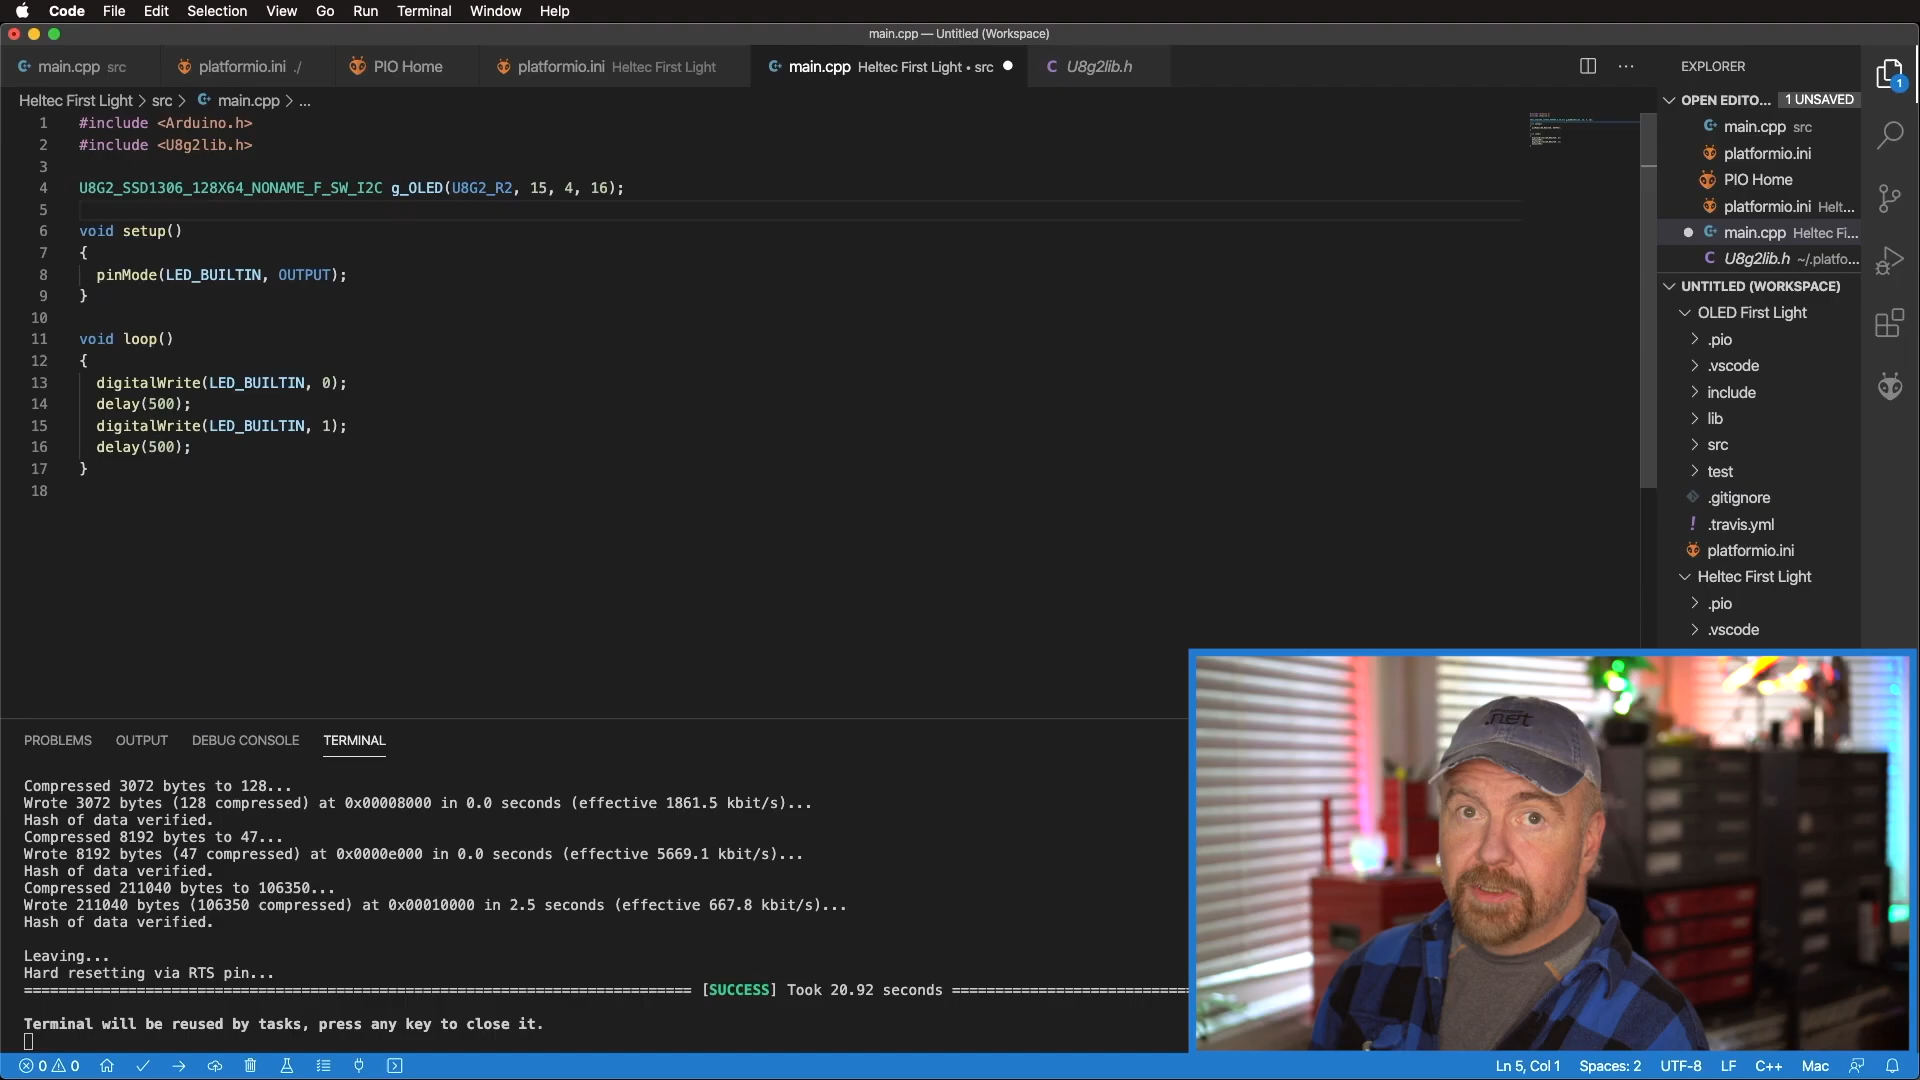 Code File Edit Selection View Go Run Terminal Window Help
main.cpp — Untitled (Workspace)
main.cpp src
platformio.ini ./
PIO Home
platformio.ini Heltec First Light
main.cpp Heltec First Light • src
U8g2lib.h
Heltec First Light > src > main.cpp > ...
1 #include <Arduino.h>
2 #include <U8g2lib.h>
3
4 U8G2_SSD1306_128X64_NONAME_F_SW_I2C g_OLED(U8G2_R2, 15, 4, 16);
5
6 void setup()
7 {
8 pinMode(LED_BUILTIN, OUTPUT);
9 }
10
11 void loop()
12 {
13 digitalWrite(LED_BUILTIN, 0);
14 delay(500);
15 digitalWrite(LED_BUILTIN, 1);
16 delay(500);
17 }
18
EXPLORER
OPEN EDITO... 1 UNSAVED
main.cpp src
platformio.ini
PIO Home
platformio.ini Helt...
main.cpp Heltec Fi...
U8g2lib.h ~/.platfo...
UNTITLED (WORKSPACE)
OLED First Light
.pio
.vscode
include
lib
src
test
.gitignore
.travis.yml
platformio.ini
Heltec First Light
.pio
.vscode
1
PROBLEMS OUTPUT DEBUG CONSOLE TERMINAL
Compressed 3072 bytes to 128...
Wrote 3072 bytes (128 compressed) at 0x00008000 in 0.0 seconds (effective 1861.5 kbit/s)...
Hash of data verified.
Compressed 8192 bytes to 47...
Wrote 8192 bytes (47 compressed) at 0x0000e000 in 0.0 seconds (effective 5669.1 kbit/s)...
Hash of data verified.
Compressed 211040 bytes to 106350...
Wrote 211040 bytes (106350 compressed) at 0x00010000 in 2.5 seconds (effective 667.8 kbit/s)...
Hash of data verified.
Leaving...
Hard resetting via RTS pin...
[SUCCESS] Took 20.92 seconds
Terminal will be reused by tasks, press any key to close it.
.net
0 0
Ln 5, Col 1 Spaces: 2 UTF-8 LF C++ Mac